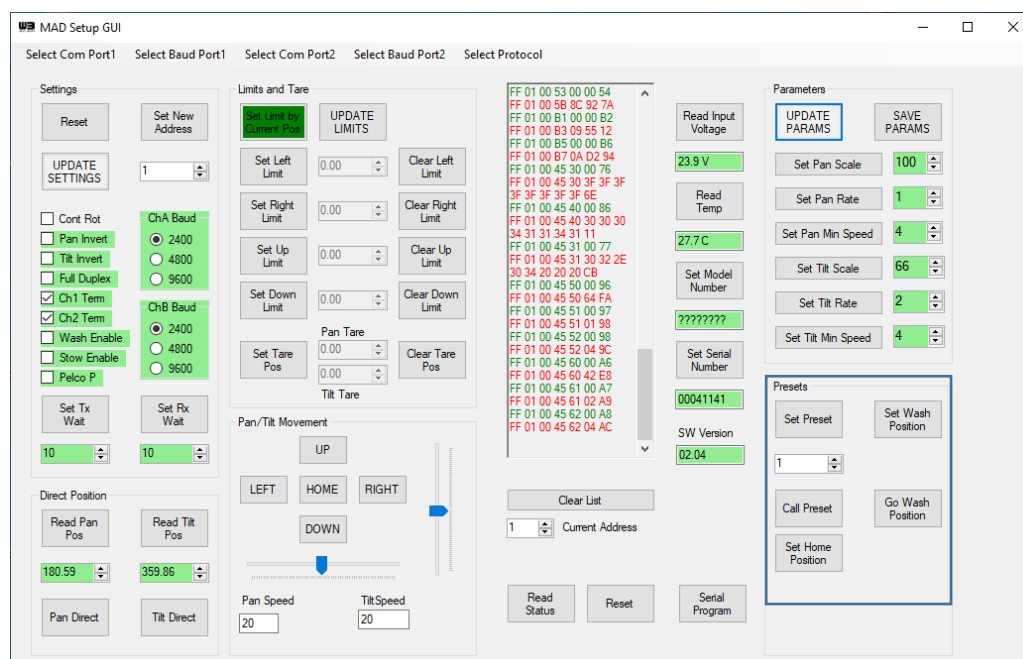 MAD Setup GUI
Select Com Port1 Select Baud Port1 Select Com Port2 Select Baud Port2 Select Protocol
Settings
Reset
Set New
Address
UPDATE
SETTINGS
1
Cont Rot
Pan Invert
Tilt Invert
Full Duplex
Ch1 Term
Ch2 Term
Wash Enable
Stow Enable
Pelco P
ChA Baud
2400
4800
9600
ChB Baud
2400
4800
9600
Set Tx
Wait
Set Rx
Wait
10
10
Direct Position
Read Pan
Pos
Read Tilt
Pos
180.59
359.86
Pan Direct
Tilt Direct
Limits and Tare
Set Limit by
Current Pos
UPDATE
LIMITS
Set Left
Limit
0.00
Clear Left
Limit
Set Right
Limit
0.00
Clear Right
Limit
Set Up
Limit
0.00
Clear Up
Limit
Set Down
Limit
0.00
Clear Down
Limit
Pan Tare
Set Tare
Pos
0.00
0.00
Clear Tare
Pos
Tilt Tare
Pan/Tilt Movement
UP
LEFT
HOME
RIGHT
DOWN
Pan Speed
20
TiltSpeed
20
FF 01 00 53 00 00 54
FF 01 00 5B 8C 92 7A
FF 01 00 B1 00 00 B2
FF 01 00 B3 09 55 12
FF 01 00 B5 00 00 B6
FF 01 00 B7 0A D2 94
FF 01 00 45 30 00 76
FF 01 00 45 30 3F 3F 3F
3F 3F 3F 3F 3F 6E
FF 01 00 45 40 00 86
FF 01 00 45 40 30 30 30
34 31 31 34 31 11
FF 01 00 45 31 00 77
FF 01 00 45 31 30 32 2E
30 34 20 20 20 CB
FF 01 00 45 50 00 96
FF 01 00 45 50 64 FA
FF 01 00 45 51 00 97
FF 01 00 45 51 01 98
FF 01 00 45 52 00 98
FF 01 00 45 52 04 9C
FF 01 00 45 60 00 A6
FF 01 00 45 60 42 E8
FF 01 00 45 61 00 A7
FF 01 00 45 61 02 A9
FF 01 00 45 62 00 A8
FF 01 00 45 62 04 AC
Clear List
1
Current Address
Read
Status
Reset
Serial
Program
Read Input
Voltage
23.9 V
Read
Temp
27.7 C
Set Model
Number
????????
Set Serial
Number
00041141
SW Version
02.04
Parameters
UPDATE
PARAMS
SAVE
PARAMS
Set Pan Scale
100
Set Pan Rate
1
Set Pan Min Speed
4
Set Tilt Scale
66
Set Tilt Rate
2
Set Tilt Min Speed
4
Presets
Set Preset
Set Wash
Position
1
Call Preset
Go Wash
Position
Set Home
Position